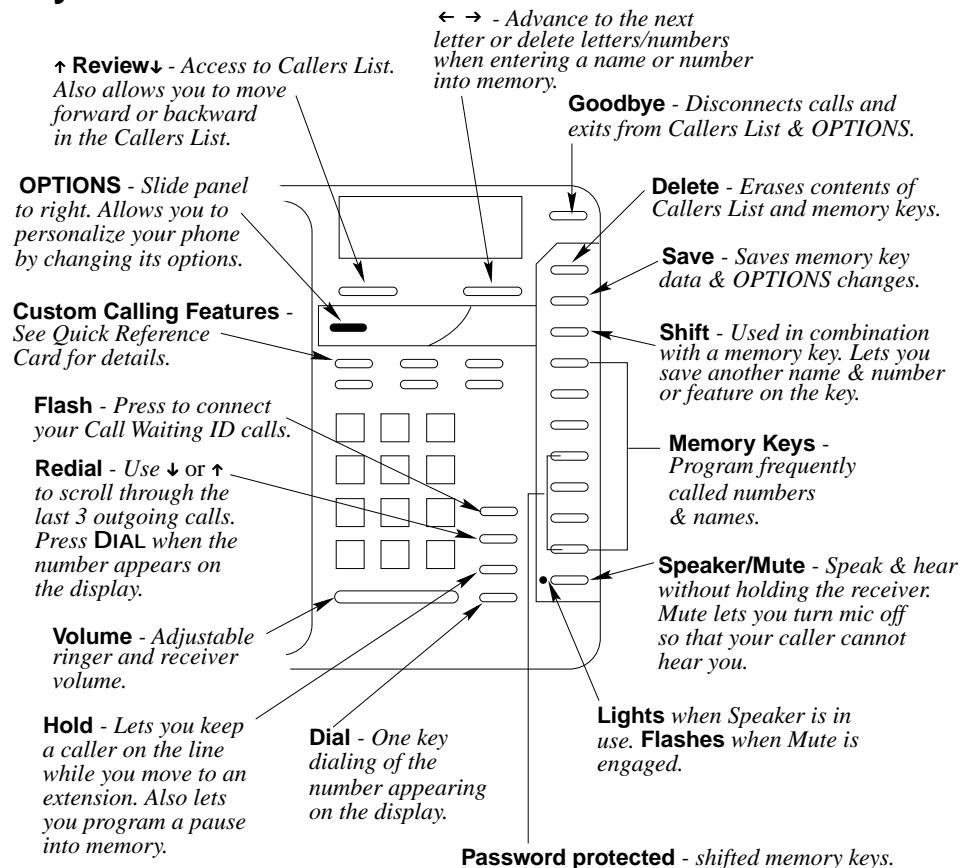 ← → - Advance to the next
letter or delete letters/numbers
when entering a name or number
into memory.
↑ Review↓ - Access to Callers List.
Also allows you to move
forward or backward
in the Callers List.
Goodbye - Disconnects calls and
exits from Callers List & OPTIONS.
OPTIONS - Slide panel
to right. Allows you to
personalize your phone
by changing its options.
Delete - Erases contents of
Callers List and memory keys.
Save - Saves memory key
data & OPTIONS changes.
Custom Calling Features -
See Quick Reference
Card for details.
Shift - Used in combination
with a memory key. Lets you
save another name & number
or feature on the key.
Flash - Press to connect
your Call Waiting ID calls.
Redial - Use ↓ or ↑
to scroll through the
last 3 outgoing calls.
Press DIAL when the
number appears on
the display.
Memory Keys -
Program frequently
called numbers
& names.
Speaker/Mute - Speak & hear
without holding the receiver.
Mute lets you turn mic off
so that your caller cannot
hear you.
Volume - Adjustable
ringer and receiver
volume.
Hold - Lets you keep
a caller on the line
while you move to an
extension. Also lets
you program a pause
into memory.
Dial - One key
dialing of the
number appearing
on the display.
Lights when Speaker is in
use. Flashes when Mute is
engaged.
Password protected - shifted memory keys.